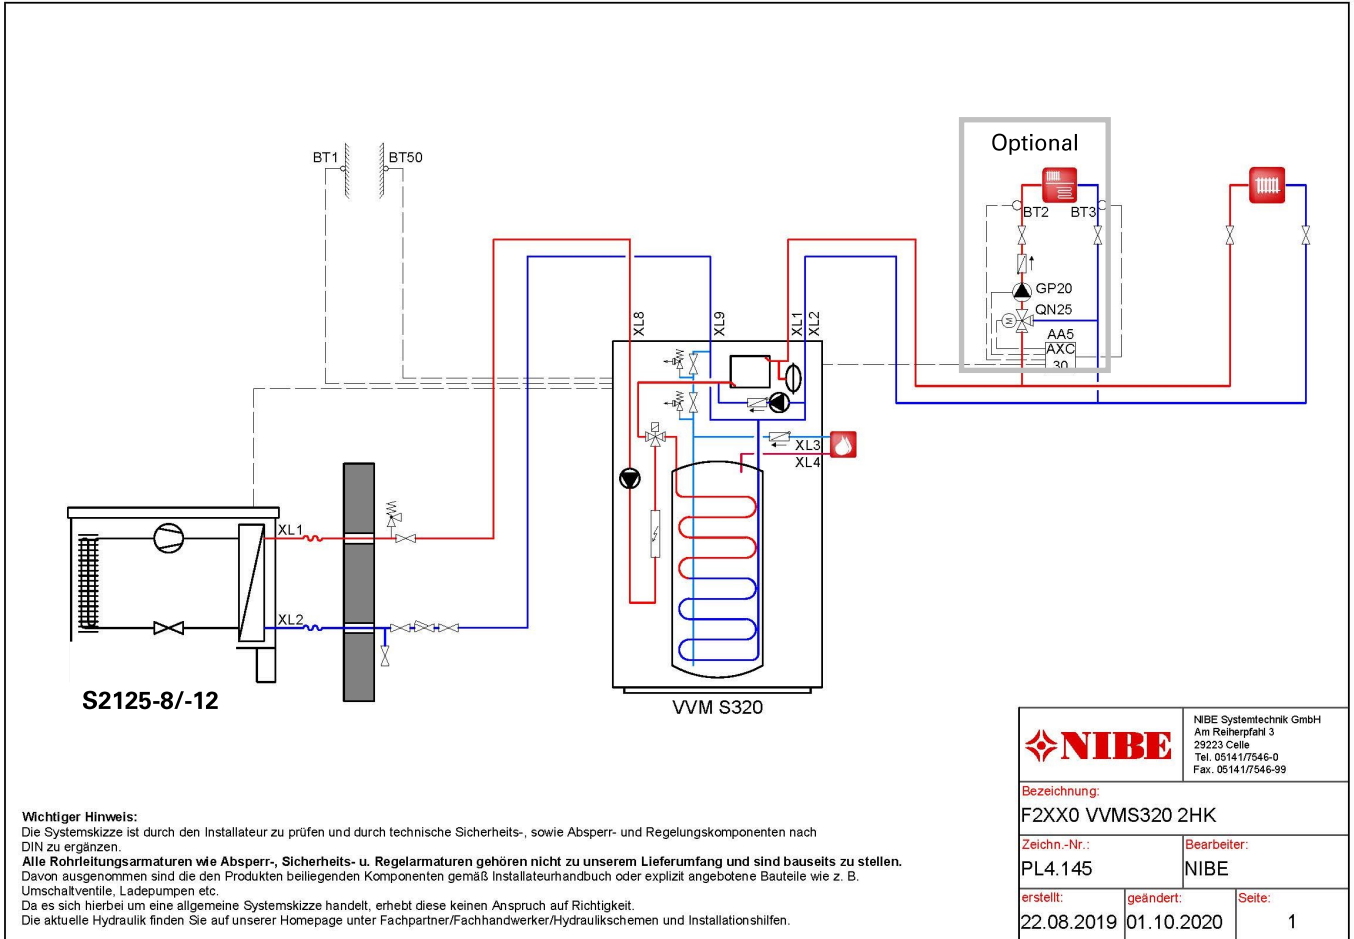 Optional
BT1
BT50
BT2
BT3
GP20
QN25
M
AA5
AXC
30
XL8
XL9
XL1
XL2
XL3
XL4
XL1
XL2
S2125-8/-12
VVM S320
NIBE
NIBE Systemtechnik GmbH
Am Reiherpfahl 3
29223 Celle
Tel. 05141/7546-0
Fax. 05141/7546-99
Bezeichnung:
F2XX0 VVMS320 2HK
Zeichn.-Nr.:
PL4.145
Bearbeiter:
NIBE
erstellt:
22.08.2019
geändert:
01.10.2020
Seite:
1
Wichtiger Hinweis:
Die Systemskizze ist durch den Installateur zu prüfen und durch technische Sicherheits-, sowie Absperr- und Regelungskomponenten nach
DIN zu ergänzen.
Alle Rohrleitungsarmaturen wie Absperr-, Sicherheits- u. Regelarmaturen gehören nicht zu unserem Lieferumfang und sind bauseits zu stellen.
Davon ausgenommen sind die den Produkten beiliegenden Komponenten gemäß Installateurhandbuch oder explizit angebotene Bauteile wie z. B.
Umschaltventile, Ladepumpen etc.
Da es sich hierbei um eine allgemeine Systemskizze handelt, erhebt diese keinen Anspruch auf Richtigkeit.
Die aktuelle Hydraulik finden Sie auf unserer Homepage unter Fachpartner/Fachhandwerker/Hydraulikschemen und Installationshilfen.